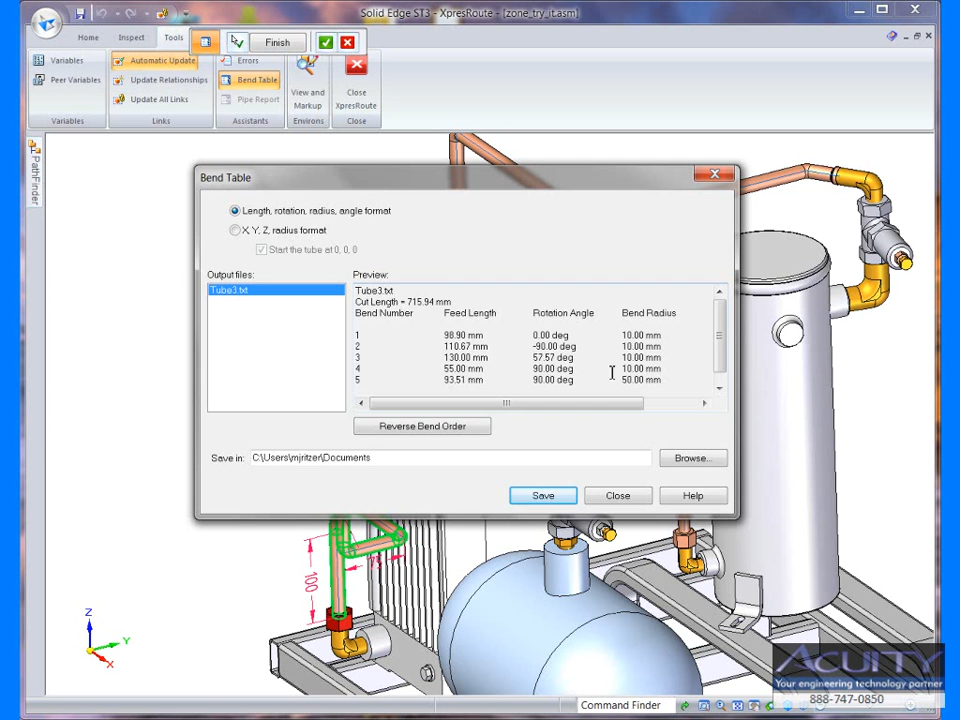 Solid Edge ST3 - XpresRoute - [zone_try_it.asm]
Home Inspect Tools Finish
Variables Automatic Update Errors
Peer Variables Update Relationships Bend Table View and Markup Close XpresRoute
Update All Links Pipe Report
Variables Links Assistants Environs Close
PathFinder
Bend Table
Length, rotation, radius, angle format
X, Y, Z, radius format
Start the tube at 0, 0, 0
Output files: Preview:
Tube3.txt
Tube3.txt
Cut Length = 715.94 mm
Bend Number Feed Length Rotation Angle Bend Radius
1 98.90 mm 0.00 deg 10.00 mm
2 110.67 mm -90.00 deg 10.00 mm
3 130.00 mm 57.57 deg 10.00 mm
4 55.00 mm 90.00 deg 10.00 mm
5 93.51 mm 90.00 deg 50.00 mm
Reverse Bend Order
Save in: C:\Users\mjritzer\Documents Browse...
Save Close Help
100
Z
Y
X
ACUITY
Your engineering technology partner
888-747-0850
Command Finder